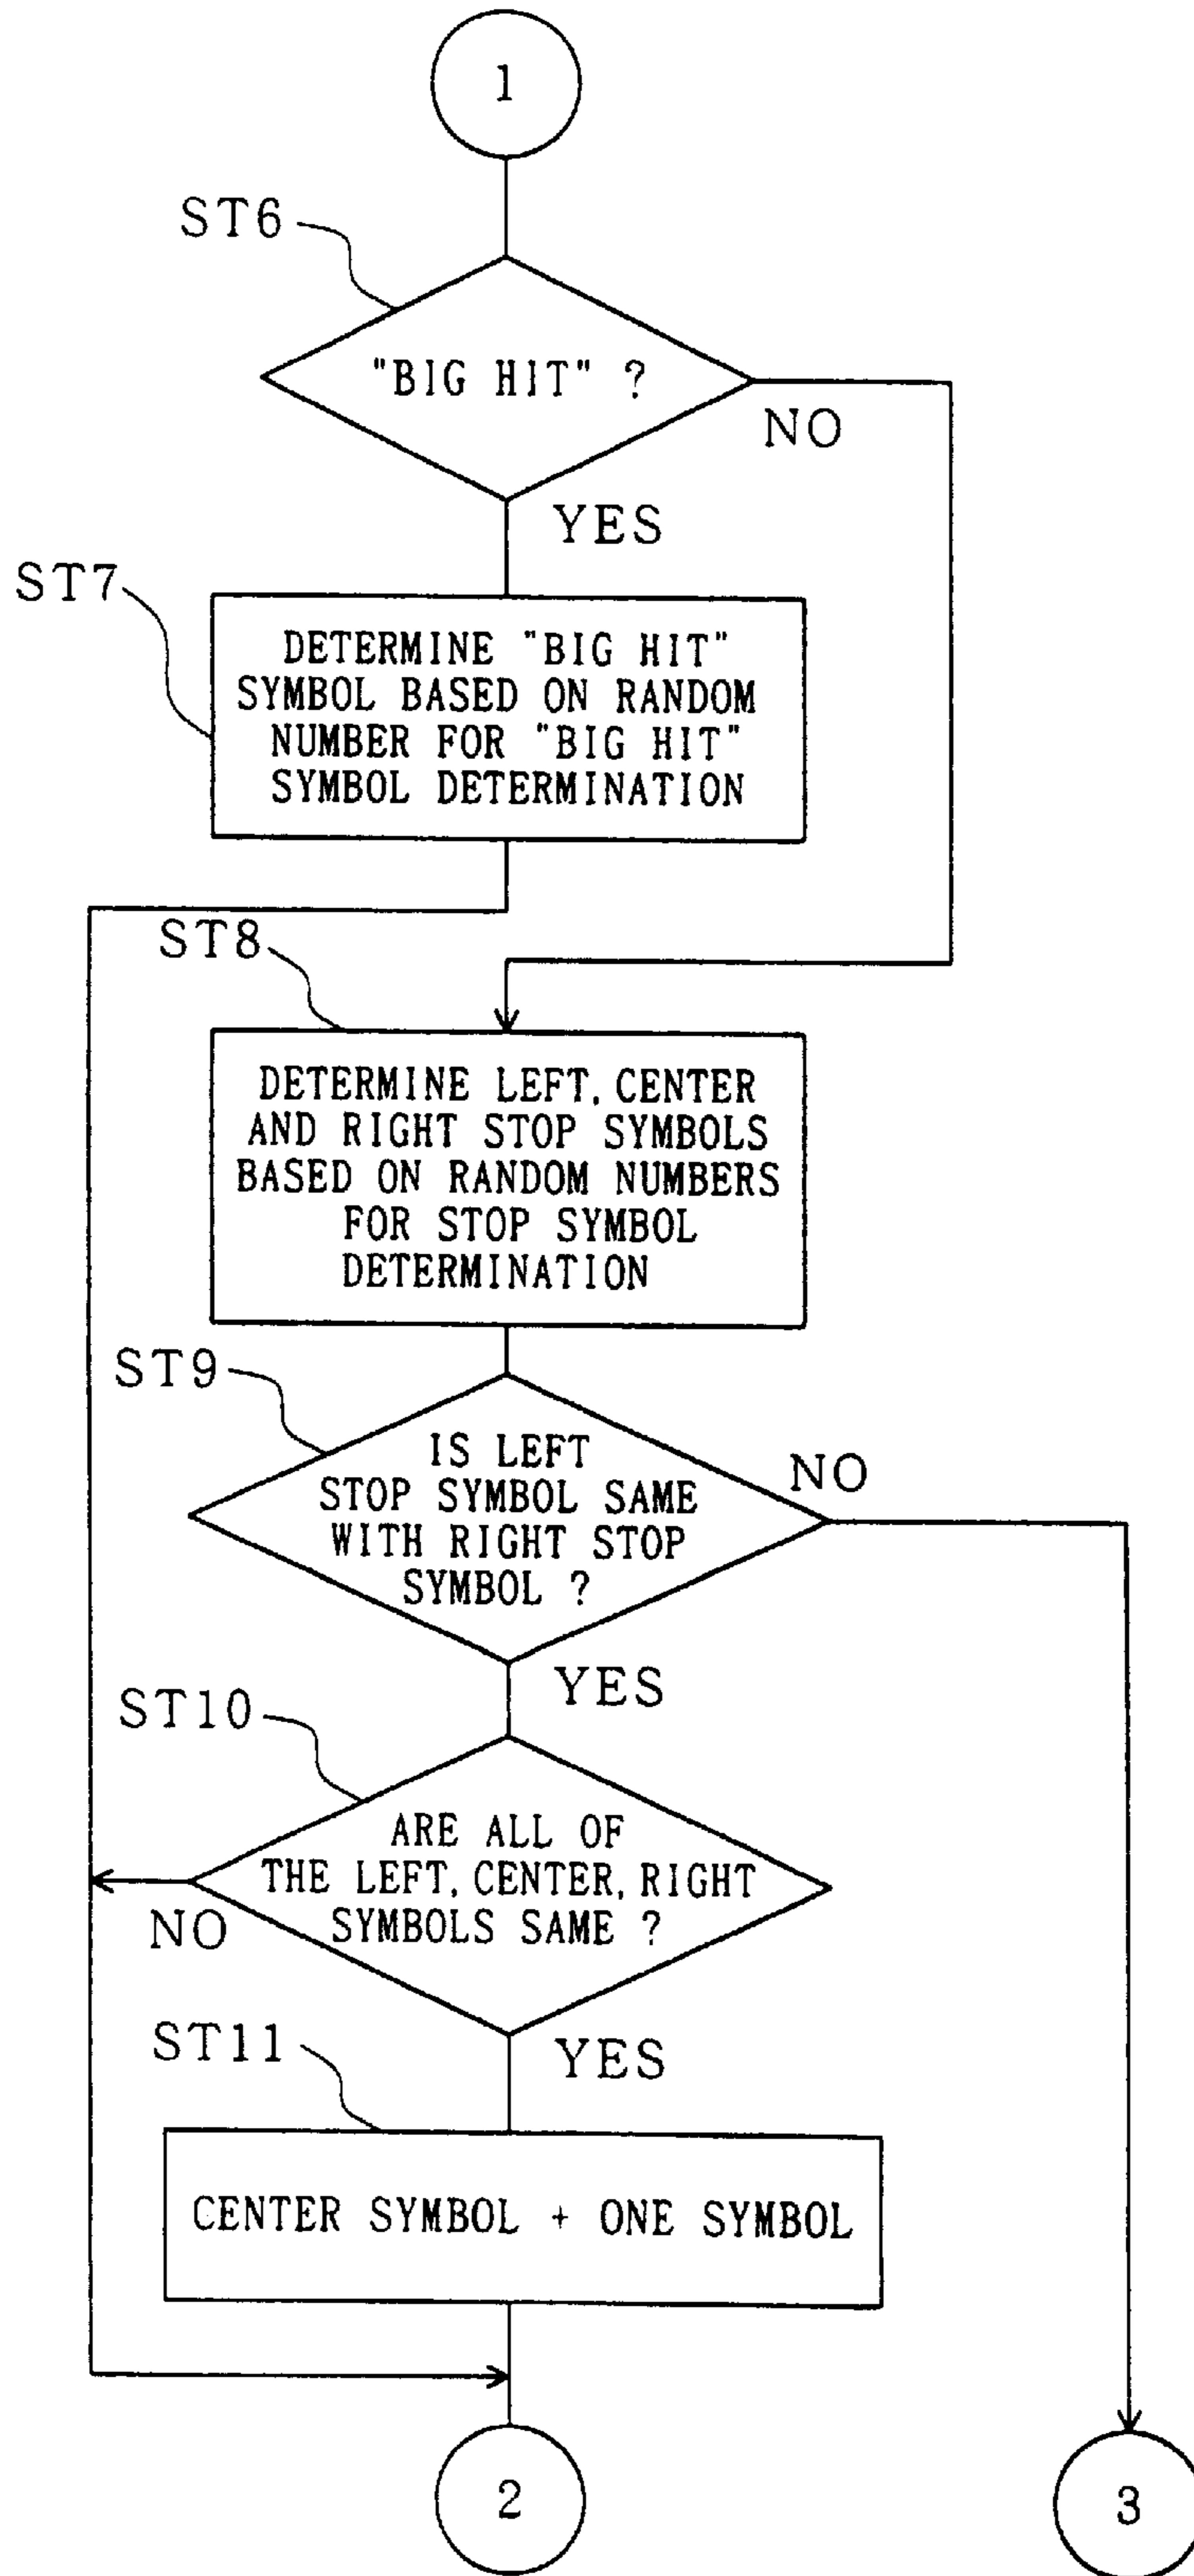 1
ST6
"BIG HIT" ?
NO
YES
ST7
DETERMINE "BIG HIT"
SYMBOL BASED ON RANDOM
NUMBER FOR "BIG HIT"
SYMBOL DETERMINATION
ST8
DETERMINE LEFT, CENTER
AND RIGHT STOP SYMBOLS
BASED ON RANDOM NUMBERS
FOR STOP SYMBOL
DETERMINATION
ST9
IS LEFT
STOP SYMBOL SAME
WITH RIGHT STOP
SYMBOL ?
NO
YES
ST10
ARE ALL OF
THE LEFT, CENTER, RIGHT
SYMBOLS SAME ?
NO
YES
ST11
CENTER SYMBOL + ONE SYMBOL
2
3